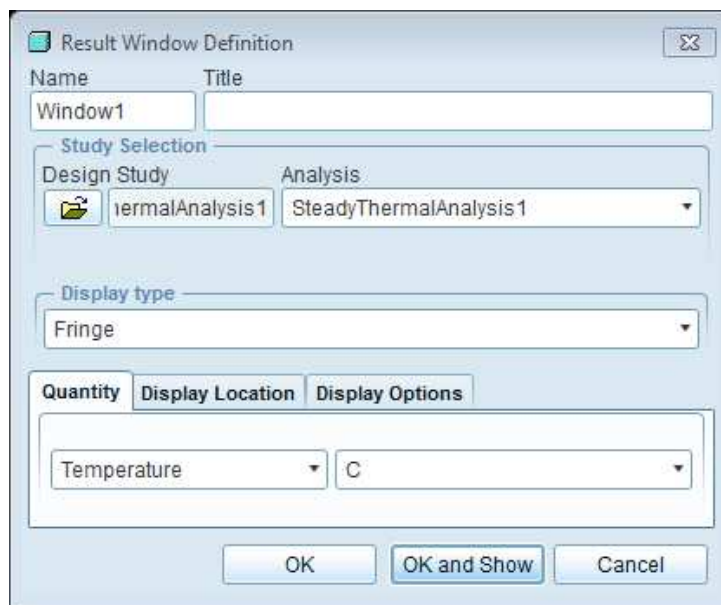 Result Window Definition
Name Title
Window1
Study Selection
Design Study Analysis
ermalAnalysis1 SteadyThermalAnalysis1
Display type
Fringe
Quantity Display Location Display Options
Temperature C
OK OK and Show Cancel